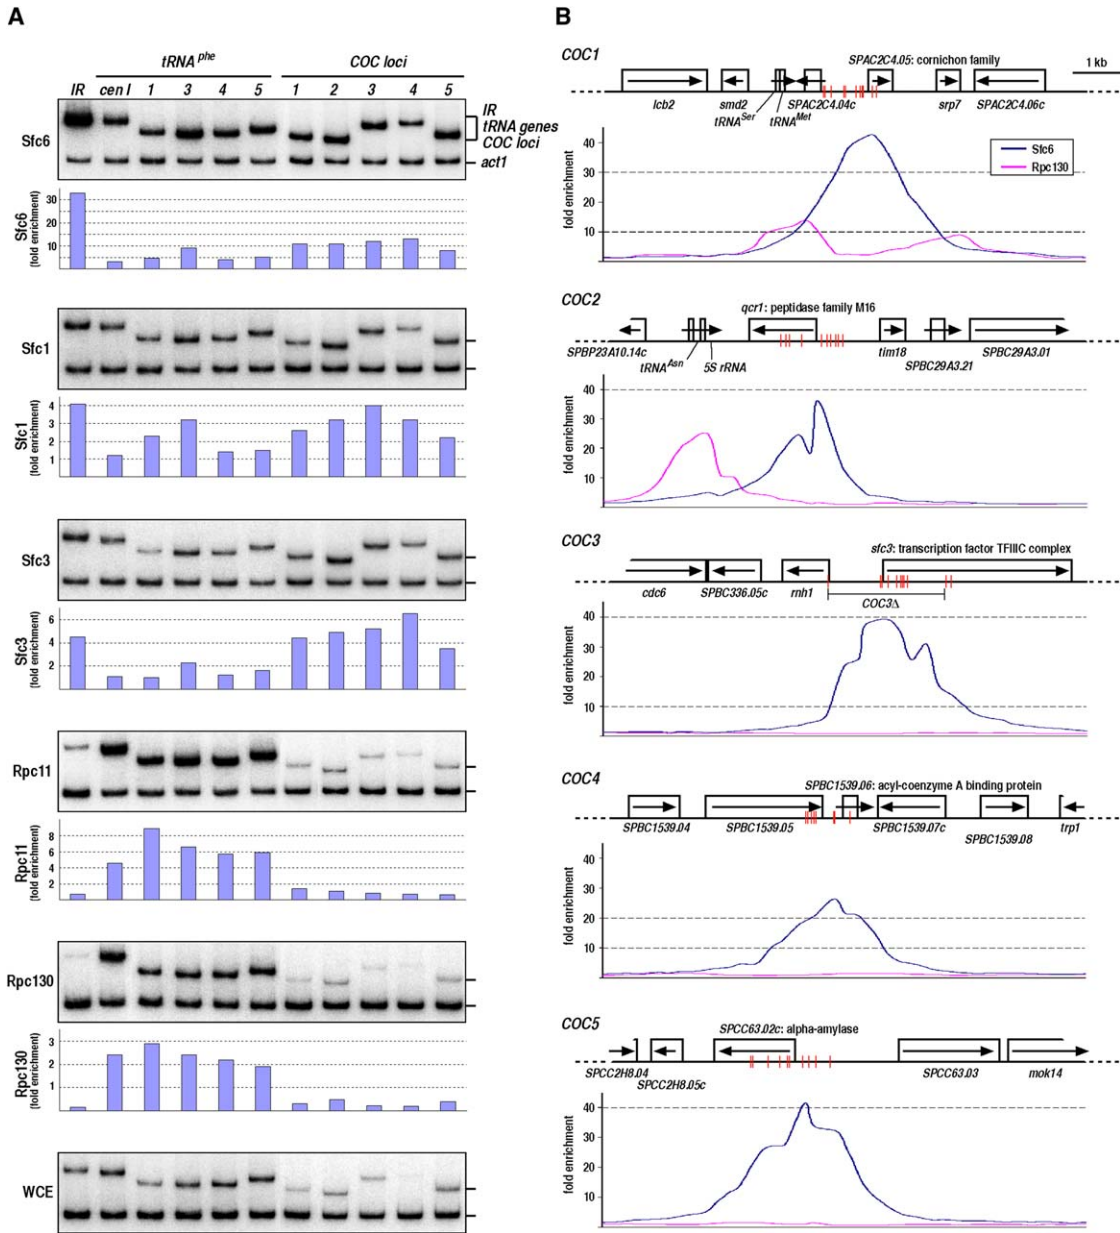 A
tRNA phe
COC loci
IR cen I 1 3 4 5 1 2 3 4 5
Sfc6
IR
tRNA genes
COC loci
act1
Sfc6
(fold enrichment)
30
20
10
Sfc1
Sfc1
(fold enrichment)
4
3
2
1
Sfc3
Sfc3
(fold enrichment)
6
4
2
Rpc11
Rpc11
(fold enrichment)
8
6
4
2
Rpc130
Rpc130
(fold enrichment)
3
2
1
WCE
B
COC1
SPAC2C4.05: cornichon family
1 kb
lcb2 smd2 SPAC2C4.04c srp7 SPAC2C4.06c
tRNASer tRNAMet
fold enrichment
40
30
20
10
Sfc6
Rpc130
COC2
qcr1: peptidase family M16
SPBP23A10.14c tim18 SPBC29A3.01
tRNAAsn 5S rRNA SPBC29A3.21
fold enrichment
40
30
20
10
COC3
sfc3: transcription factor TFIIIC complex
cdc6 SPBC336.05c rnh1
COC3Δ
fold enrichment
40
30
20
10
COC4
SPBC1539.06: acyl-coenzyme A binding protein
SPBC1539.04 SPBC1539.05 SPBC1539.07c trp1
SPBC1539.08
fold enrichment
40
30
20
10
COC5
SPCC63.02c: alpha-amylase
SPCC2H8.04 SPCC63.03 mok14
SPCC2H8.05c
fold enrichment
40
30
20
10